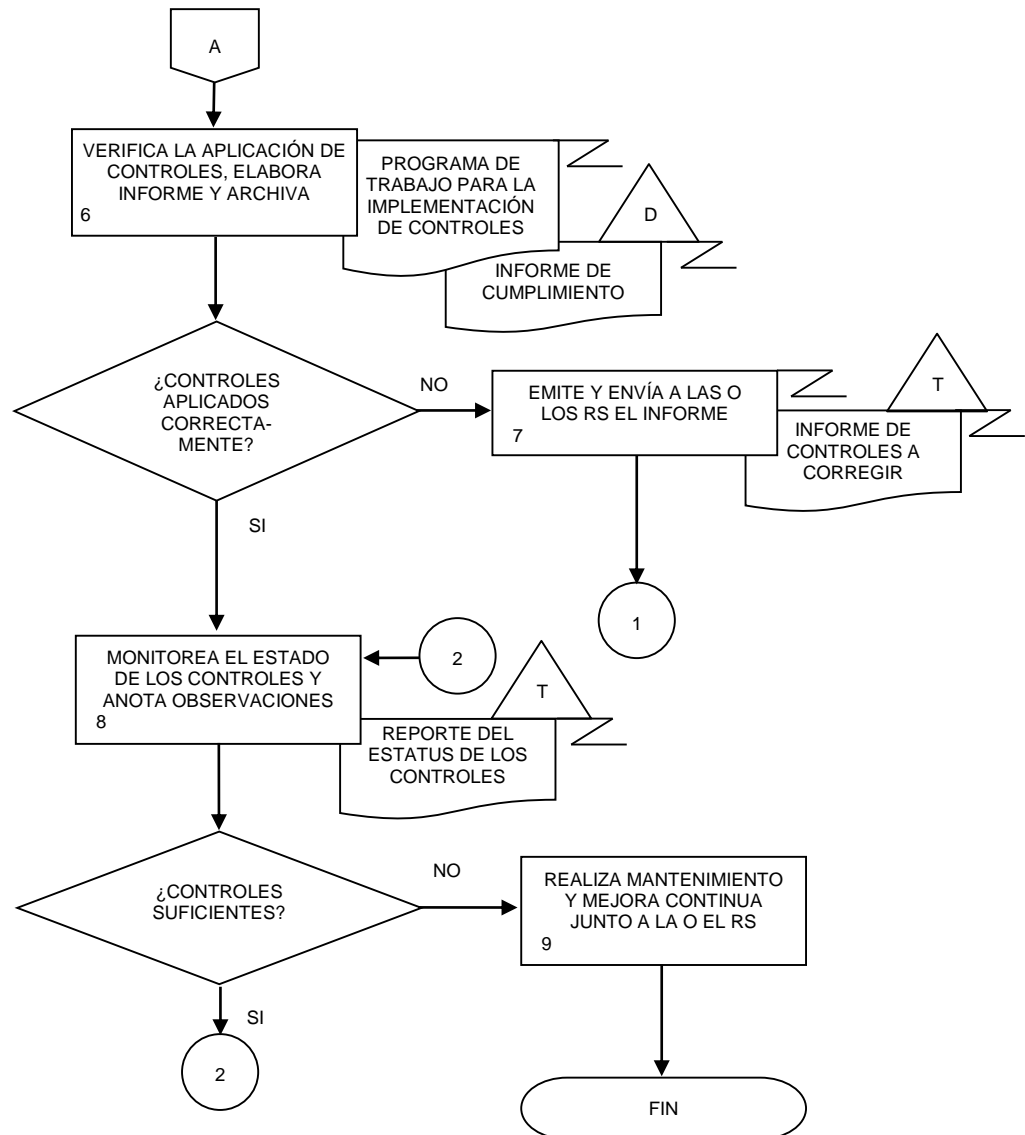 A
VERIFICA LA APLICACIÓN DE
CONTROLES, ELABORA
INFORME Y ARCHIVA
6
PROGRAMA DE
TRABAJO PARA LA
IMPLEMENTACIÓN
DE CONTROLES
D
INFORME DE
CUMPLIMIENTO
¿CONTROLES
APLICADOS
CORRECTA-
MENTE?
NO
EMITE Y ENVÍA A LAS O
LOS RS EL INFORME
7
T
INFORME DE
CONTROLES A
CORREGIR
SI
1
MONITOREA EL ESTADO
DE LOS CONTROLES Y
ANOTA OBSERVACIONES
8
2
T
REPORTE DEL
ESTATUS DE LOS
CONTROLES
¿CONTROLES
SUFICIENTES?
NO
REALIZA MANTENIMIENTO
Y MEJORA CONTINUA
JUNTO A LA O EL RS
9
SI
2
FIN